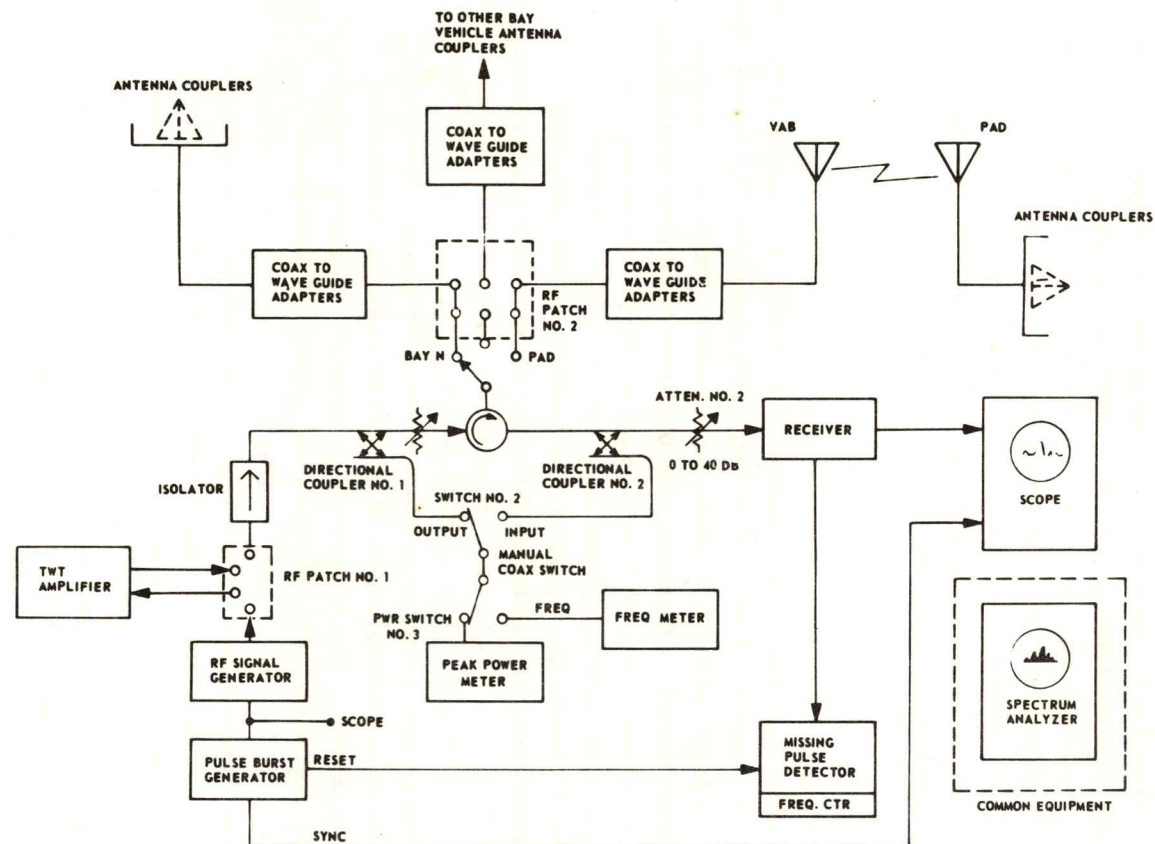 TO OTHER BAY
VEHICLE ANTENNA
COUPLERS
ANTENNA COUPLERS
COAX TO
WAVE GUIDE
ADAPTERS
VAB
PAD
ANTENNA COUPLERS
COAX TO
WAVE GUIDE
ADAPTERS
RF
PATCH
NO. 2
COAX TO
WAVE GUIDE
ADAPTERS
BAY N
PAD
ATTEN. NO. 2
0 TO 40 DB
RECEIVER
SCOPE
ISOLATOR
DIRECTIONAL
COUPLER NO. 1
DIRECTIONAL
COUPLER NO. 2
SWITCH NO. 2
OUTPUT
INPUT
MANUAL
COAX SWITCH
TWT
AMPLIFIER
RF PATCH NO. 1
PWR SWITCH
NO. 3
FREQ
FREQ METER
PEAK POWER
METER
RF SIGNAL
GENERATOR
SCOPE
PULSE BURST
GENERATOR
RESET
MISSING
PULSE
DETECTOR
FREQ. CTR
SPECTRUM
ANALYZER
COMMON EQUIPMENT
SYNC